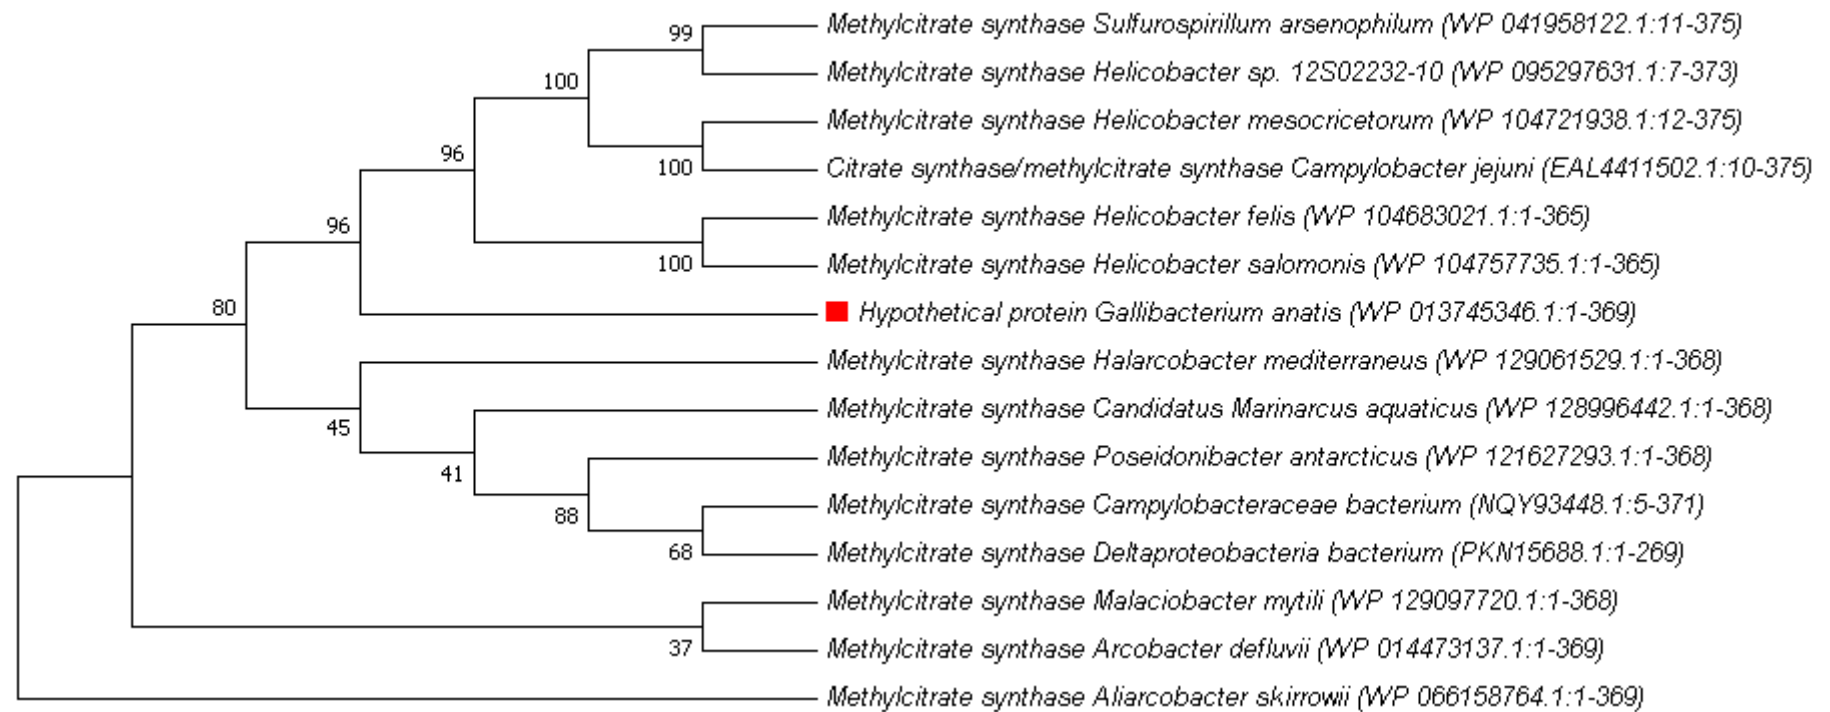 99
Methylcitrate synthase Sulfurospirillum arsenophilum (WP 041958122.1:11-375)
Methylcitrate synthase Helicobacter sp. 12S02232-10 (WP 095297631.1:7-373)
100
Methylcitrate synthase Helicobacter mesocricetorum (WP 104721938.1:12-375)
96
100
Citrate synthase/methylcitrate synthase Campylobacter jejuni (EAL4411502.1:10-375)
96
Methylcitrate synthase Helicobacter felis (WP 104683021.1:1-365)
100
Methylcitrate synthase Helicobacter salomonis (WP 104757735.1:1-365)
80
Hypothetical protein Gallibacterium anatis (WP 013745346.1:1-369)
Methylcitrate synthase Halarcobacter mediterraneus (WP 129061529.1:1-368)
Methylcitrate synthase Candidatus Marinarcus aquaticus (WP 128996442.1:1-368)
45
Methylcitrate synthase Poseidonibacter antarcticus (WP 121627293.1:1-368)
41
Methylcitrate synthase Campylobacteraceae bacterium (NQY93448.1:5-371)
88
68
Methylcitrate synthase Deltaproteobacteria bacterium (PKN15688.1:1-269)
Methylcitrate synthase Malaciobacter mytili (WP 129097720.1:1-368)
37
Methylcitrate synthase Arcobacter defluvii (WP 014473137.1:1-369)
Methylcitrate synthase Aliarcobacter skirrowii (WP 066158764.1:1-369)